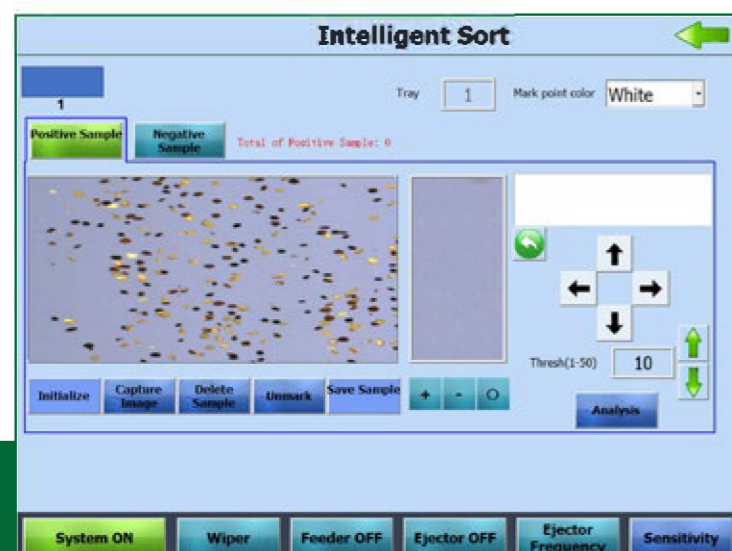 Intelligent Sort
1
Tray 1 Mark point color White
Positive Sample
Negative
Sample
Total of Positive Sample: 0
Thresh(1-50) 10
Initialize
Capture
Image
Delete
Sample
Unmark
Save Sample
+ - O
Analysis
System ON
Wiper
Feeder OFF
Ejector OFF
Ejector
Frequency
Sensitivity